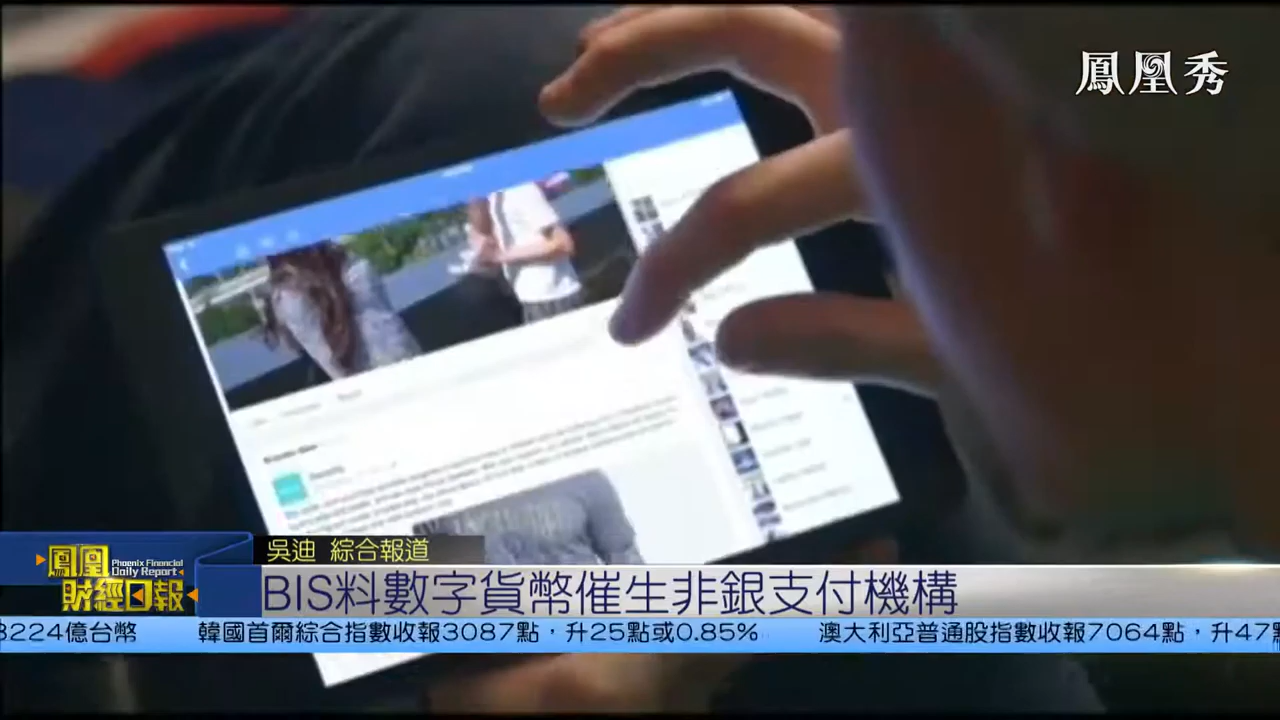 鳳凰秀
吳迪 綜合報道
鳳凰
Phoenix Financial
Daily Report
財經日報
BIS料數字貨幣催生非銀支付機構
3224億台幣 韓國首爾綜合指數收報3087點，升25點或0.85% 澳大利亞普通股指數收報7064點，升47點